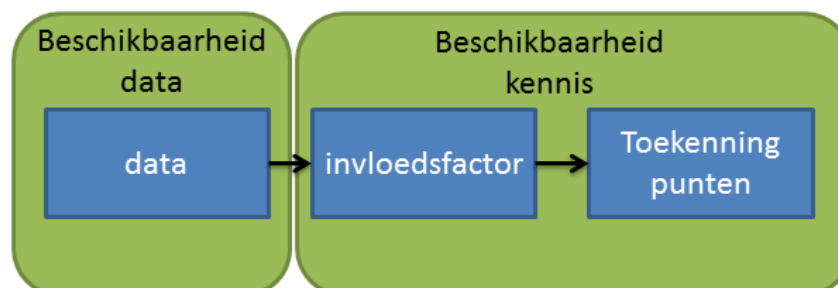 Beschikbaarheid
data
data
Beschikbaarheid
kennis
invloedsfactor
Toekenning
punten